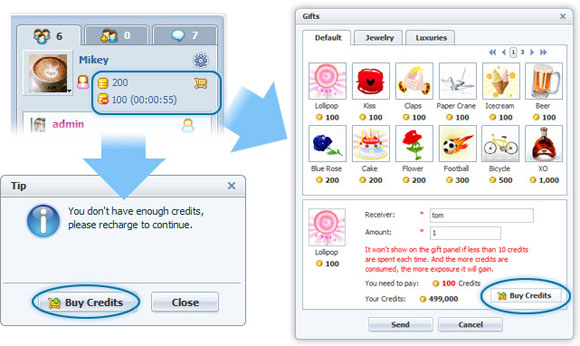 6
0
7
Mikey
200
100 (00:00:55)
admin
Tip
You don't have enough credits,
please recharge to continue.
Buy Credits
Close
Gifts
Default
Jewelry
Luxuries
1 2
Lollipop Kiss Claps Paper Crane Icecream Beer
100 100 100 100 100 100
Blue Rose Cake Flower Football Bicycle XO
200 200 200 300 500 1,000
100
Receiver: * tom
Amount: * 1
It won't show on the gift panel if less than 10 credits
are spent each time. And the more credits are
consumed, the more exposure it will gain.
You need to pay: 100 Credits
Your Credits: 499,000
Buy Credits
Send
Cancel